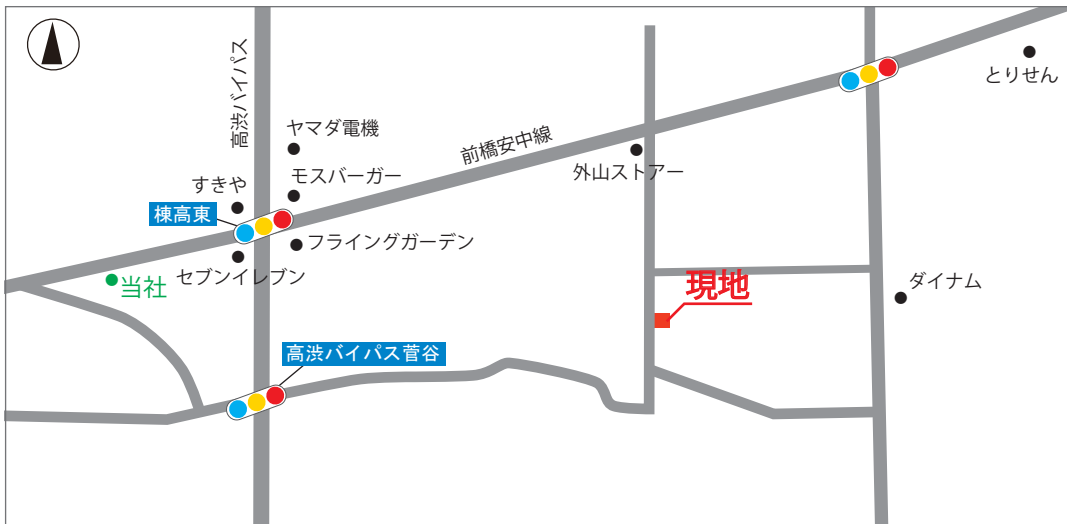 高渋バイパス
とりせん
ヤマダ電機
前橋安中線
外山ストアー
モスバーガー
すきや
棟高東
フライングガーデン
セブンイレブン
当社
現地
ダイナム
高渋バイパス菅谷